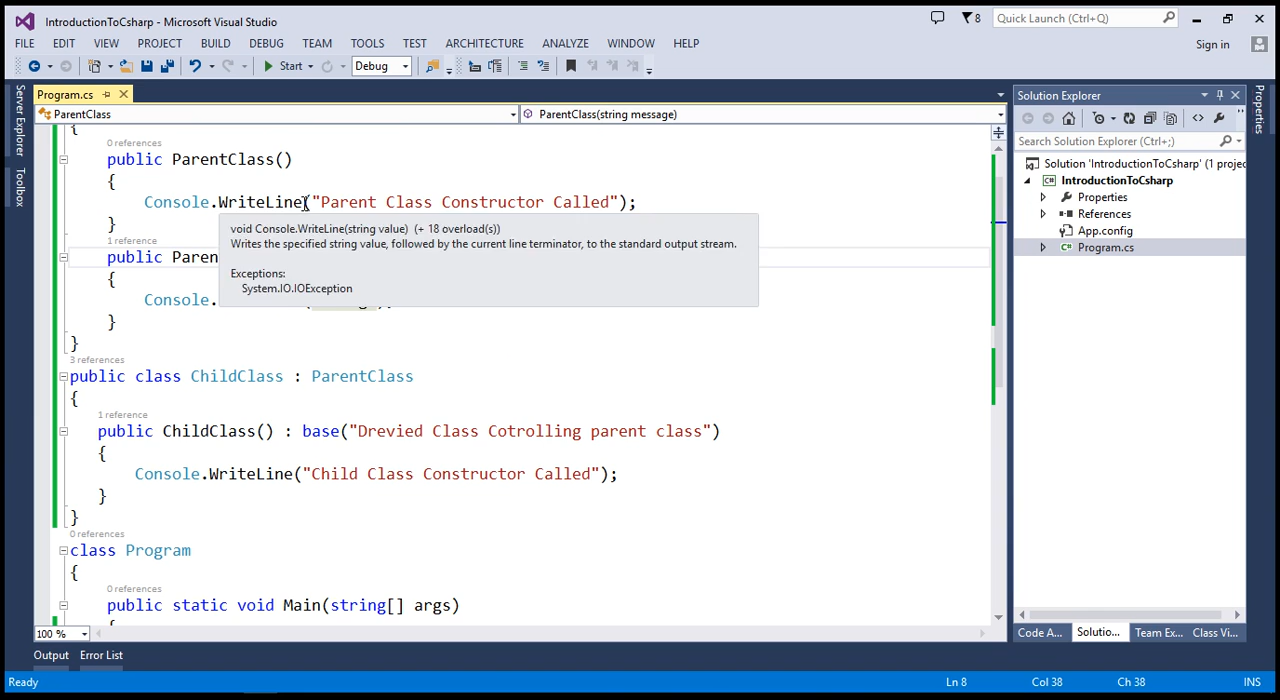 IntroductionToCsharp - Microsoft Visual Studio
8
Quick Launch (Ctrl+Q)
FILE EDIT VIEW PROJECT BUILD DEBUG TEAM TOOLS TEST ARCHITECTURE ANALYZE WINDOW HELP
Sign in
Start
Debug
Server Explorer
Toolbox
Program.cs
ParentClass
ParentClass(string message)
{
0 references
public ParentClass()
{
Console.WriteLine("Parent Class Constructor Called");
}
1 reference
public Paren
{
Console.
}
}
void Console.WriteLine(string value) (+ 18 overload(s))
Writes the specified string value, followed by the current line terminator, to the standard output stream.
Exceptions:
System.IO.IOException
3 references
public class ChildClass : ParentClass
{
1 reference
public ChildClass() : base("Drevied Class Cotrolling parent class")
{
Console.WriteLine("Child Class Constructor Called");
}
}
0 references
class Program
{
0 references
public static void Main(string[] args)
{
100 %
Output Error List
Solution Explorer
Search Solution Explorer (Ctrl+;)
Solution 'IntroductionToCsharp' (1 projec
C# IntroductionToCsharp
Properties
References
App.config
C# Program.cs
Code A... Solutio... Team Ex... Class Vi...
Properties
Ready
Ln 8
Col 38
Ch 38
INS